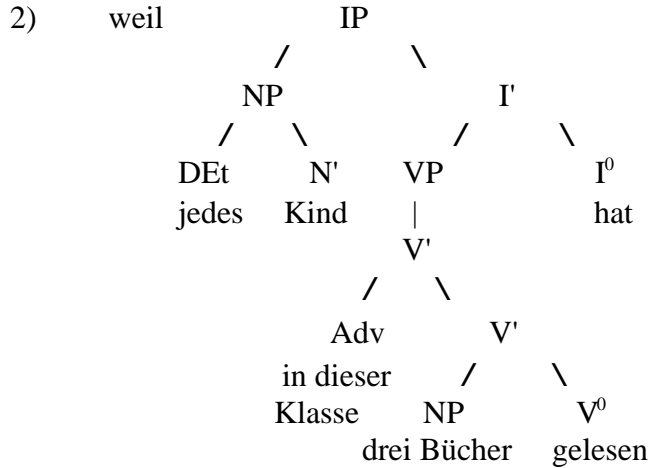 2) weil IP
NP I'
DEt N' VP I⁰
jedes Kind hat
V'
Adv V'
in dieser
Klasse NP V⁰
drei Bücher gelesen